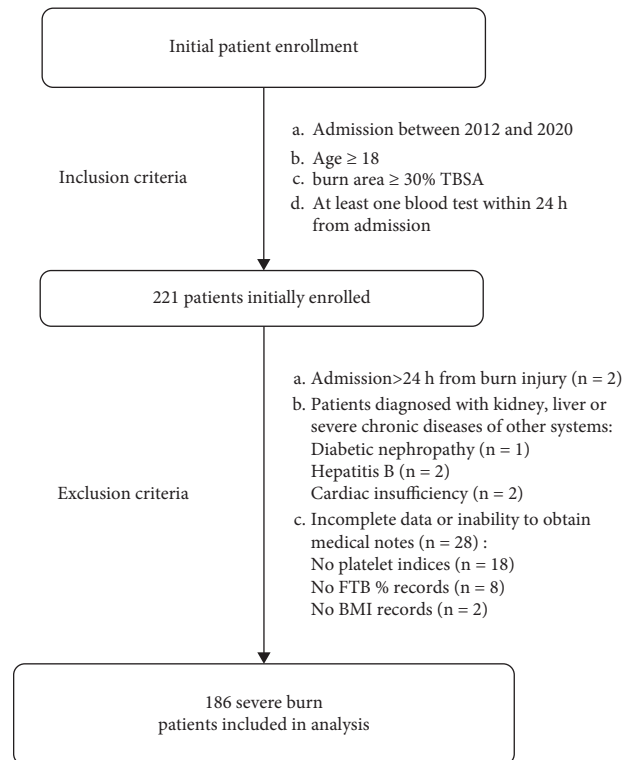 Initial patient enrollment
Inclusion criteria
a. Admission between 2012 and 2020
b. Age ≥ 18
c. burn area ≥ 30% TBSA
d. At least one blood test within 24 h
from admission
221 patients initially enrolled
Exclusion criteria
a. Admission>24 h from burn injury (n = 2)
b. Patients diagnosed with kidney, liver or
severe chronic diseases of other systems:
Diabetic nephropathy (n = 1)
Hepatitis B (n = 2)
Cardiac insufficiency (n = 2)
c. Incomplete data or inability to obtain
medical notes (n = 28) :
No platelet indices (n = 18)
No FTB % records (n = 8)
No BMI records (n = 2)
186 severe burn
patients included in analysis